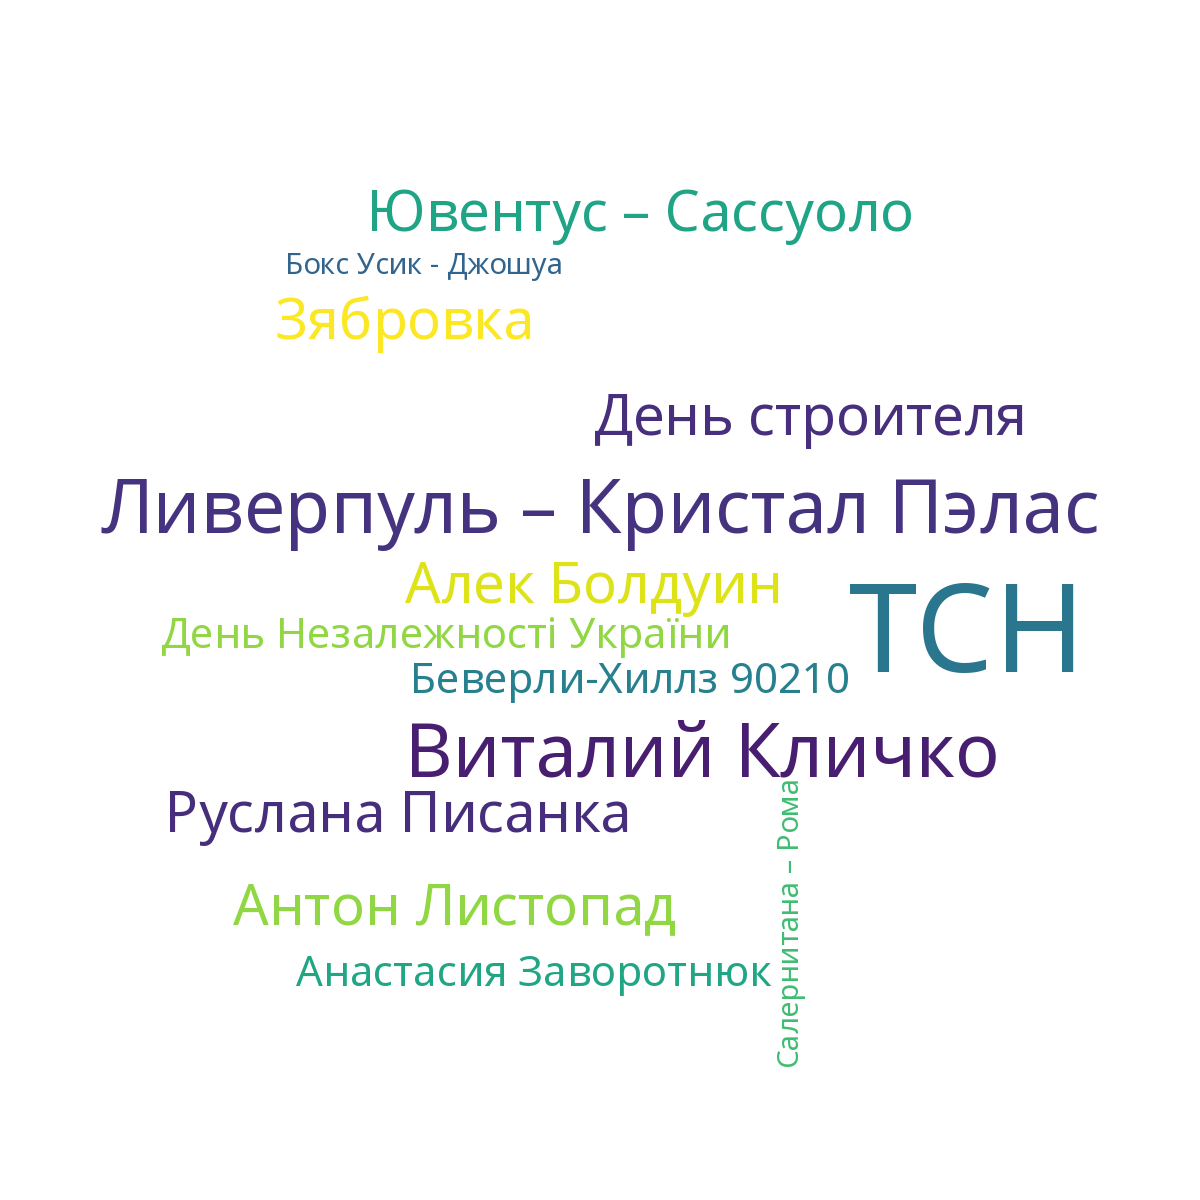 Ювентус – Сассуоло
Бокс Усик - Джошуа
Зябровка
День строителя
Ливерпуль – Кристал Пэлас
Алек Болдуин
ТСН
День Незалежності України
Беверли-Хиллз 90210
Виталий Кличко
Руслана Писанка
Салернитана – Рома
Антон Листопад
Анастасия Заворотнюк